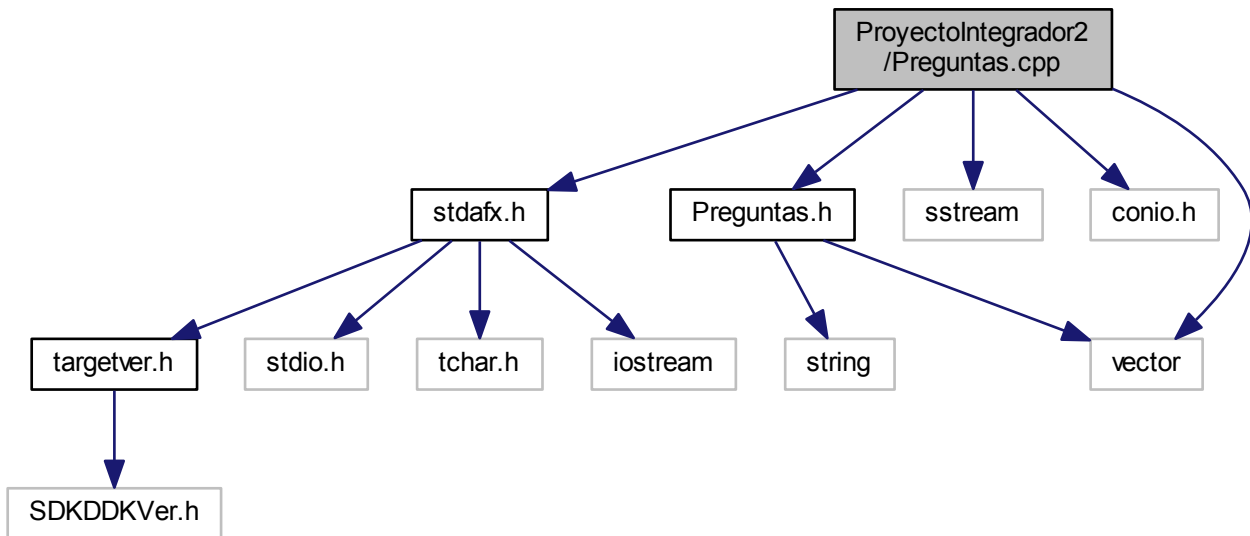 ProyectoIntegrador2
/Preguntas.cpp
stdafx.h
Preguntas.h
sstream
conio.h
targetver.h
stdio.h
tchar.h
iostream
string
vector
SDKDDKVer.h